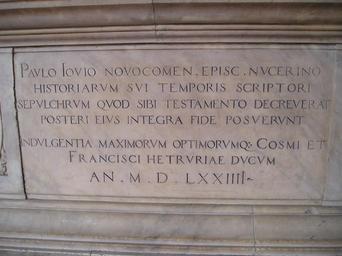 PAVLO IOVIO NOVOCOMEN. EPISC. NVCERINO
HISTORIARVM SVI TEMPORIS SCRIPTORI
SEPVLCHRVM QVOD SIBI TESTAMENTO DECREVERAT
POSTERI EIVS INTEGRA FIDE POSVERVNT
INDVLGENTIA MAXIMORVM OPTIMORVMQ: COSMI ET
FRANCISCI HETRVRIAE DVCVM
AN. M. D. LXXIIII